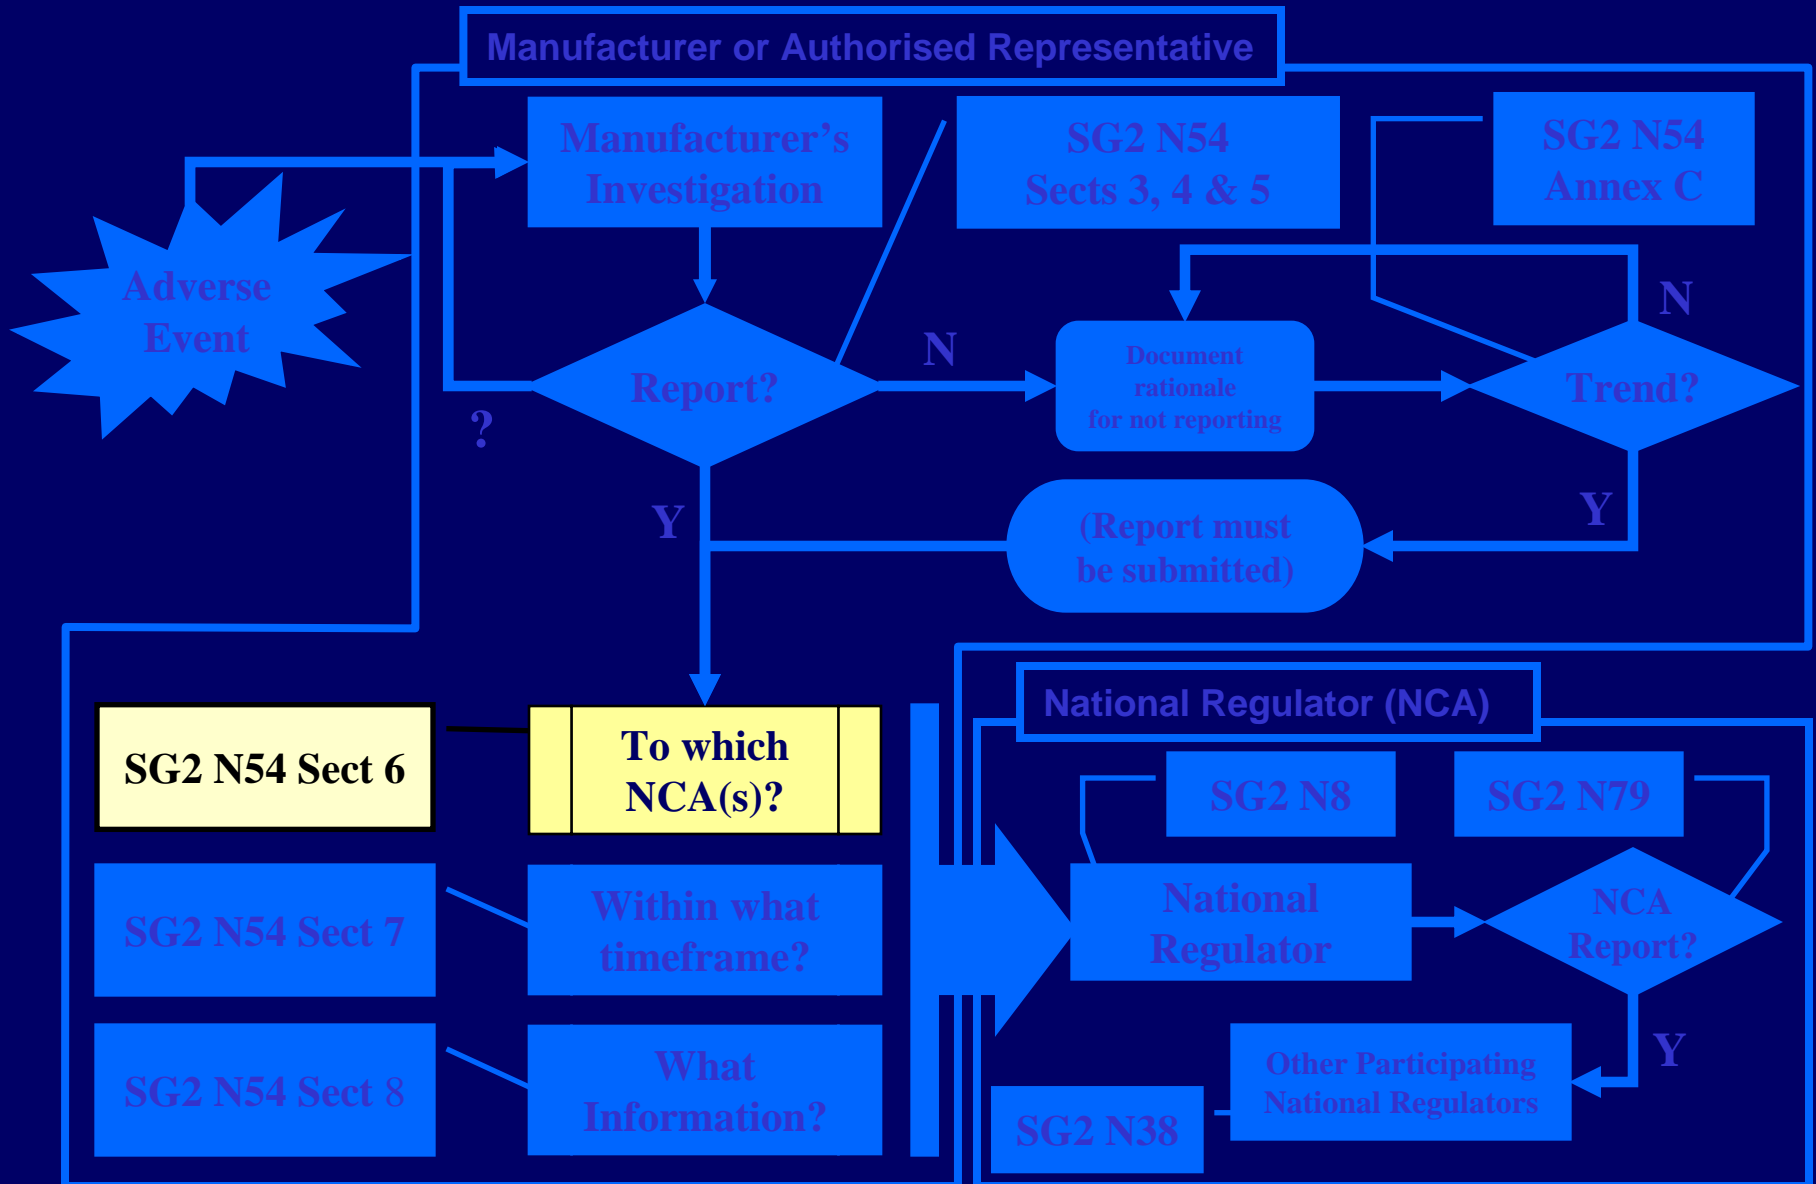 Manufacturer or Authorised Representative
Manufacturer's
Investigation
SG2 N54
Sects 3, 4 & 5
SG2 N54
Annex C
Adverse
Event
N
Report?
?
N
Document
rationale
for not reporting
Trend?
Y
(Report must
be submitted)
Y
SG2 N54 Sect 6
To which
NCA(s)?
SG2 N54 Sect 7
Within what
timeframe?
SG2 N54 Sect 8
What
Information?
National Regulator (NCA)
SG2 N8
SG2 N79
National
Regulator
NCA
Report?
Y
Other Participating
National Regulators
SG2 N38